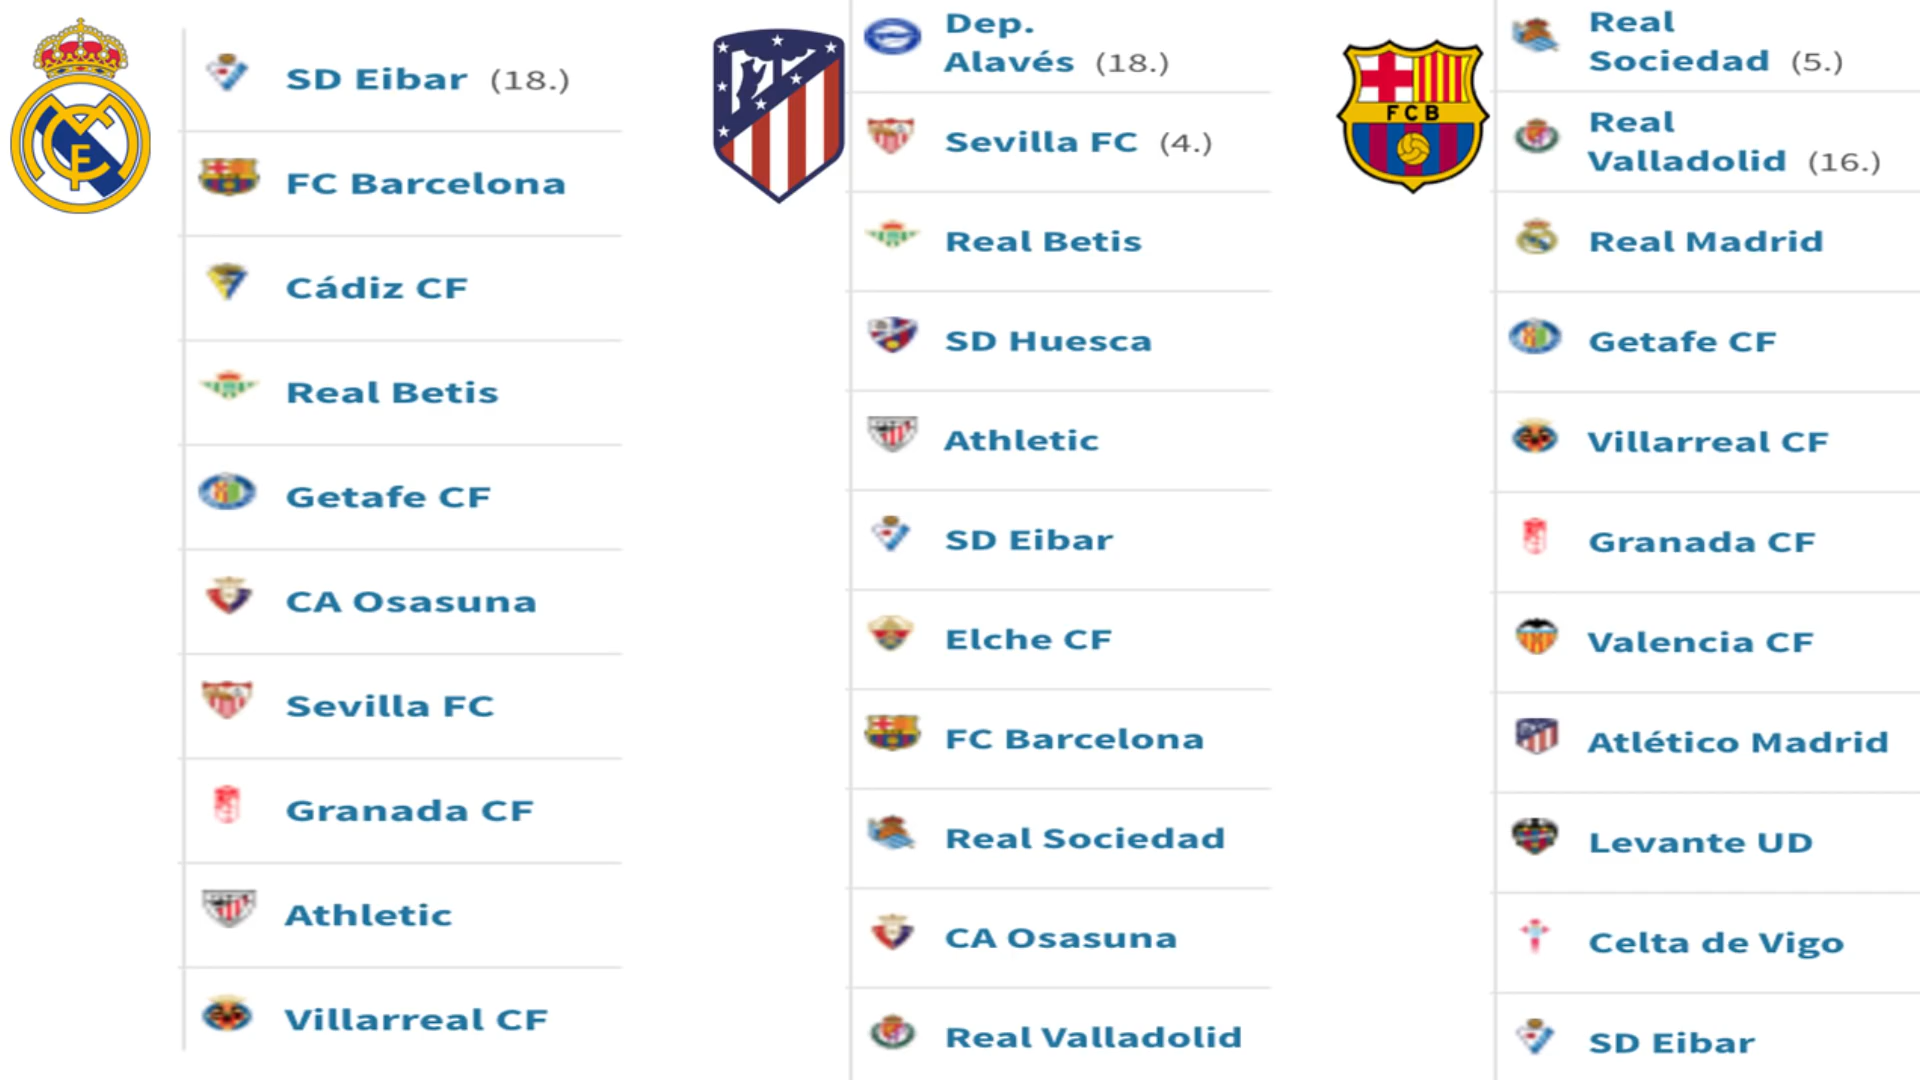 SD Eibar (18.)
FC Barcelona
Cádiz CF
Real Betis
Getafe CF
CA Osasuna
Sevilla FC
Granada CF
Athletic
Villarreal CF
Dep.
Alavés (18.)
Sevilla FC (4.)
Real Betis
SD Huesca
Athletic
SD Eibar
Elche CF
FC Barcelona
Real Sociedad
CA Osasuna
Real Valladolid
FCB
Real
Sociedad (5.)
Real
Valladolid (16.)
Real Madrid
Getafe CF
Villarreal CF
Granada CF
Valencia CF
Atlético Madrid
Levante UD
Celta de Vigo
SD Eibar